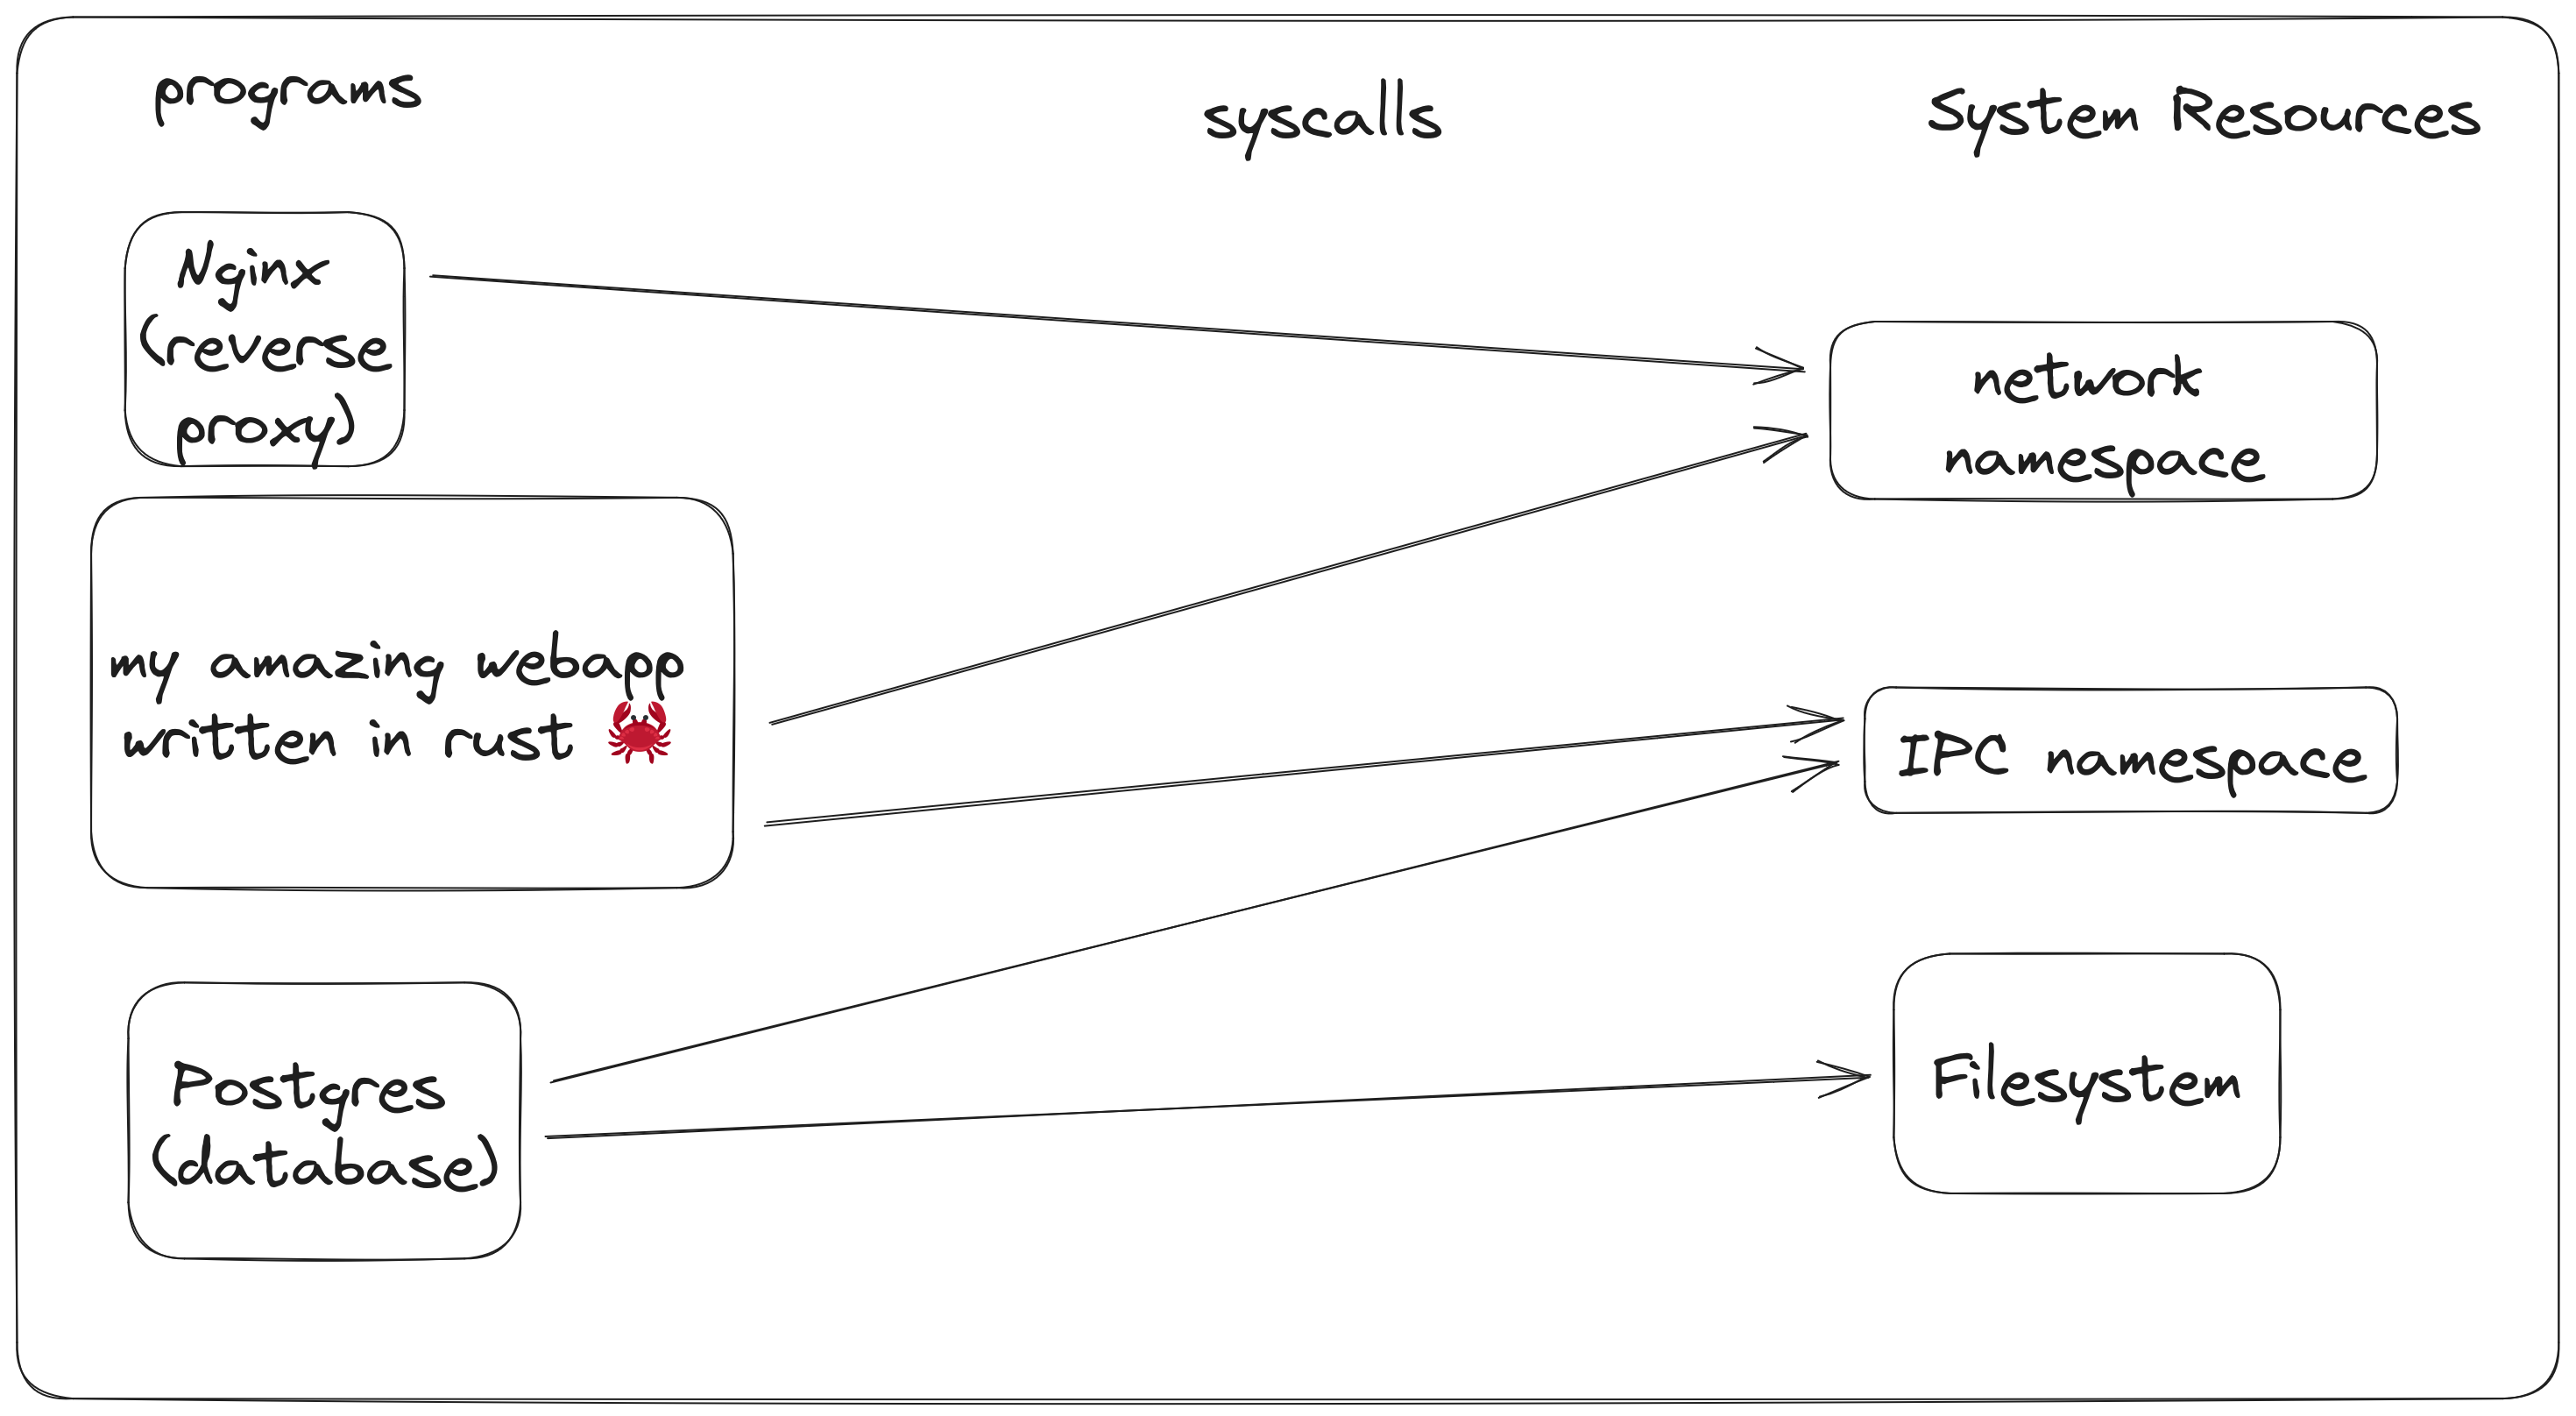 programs
syscalls
System Resources
Nginx
(reverse
proxy)
network
namespace
my amazing webapp
written in rust 🦀
IPC namespace
Postgres
(database)
Filesystem